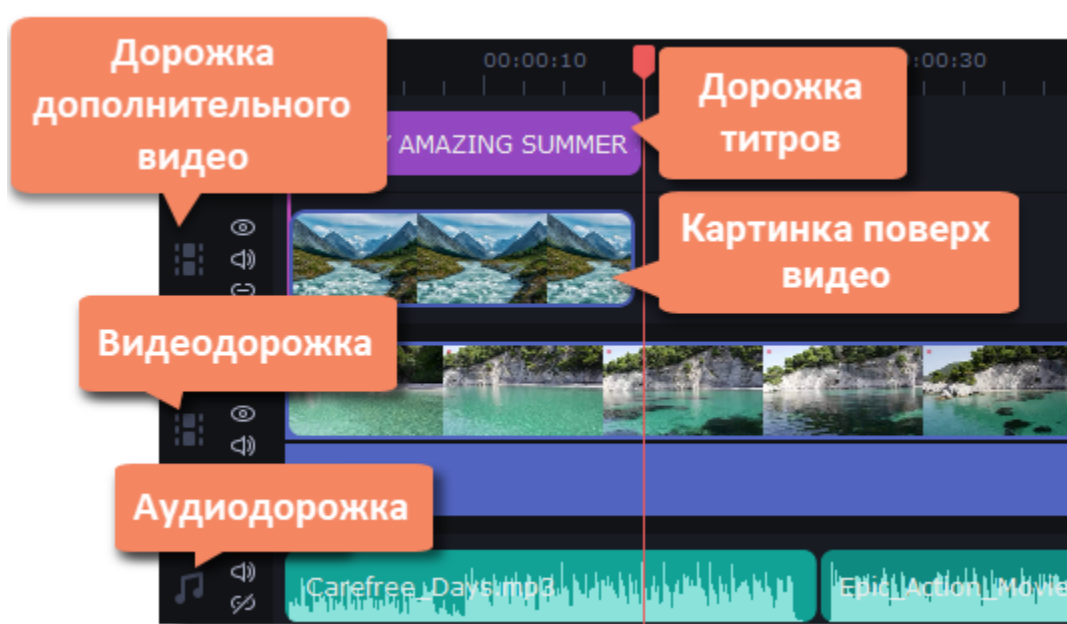 Дорожка
дополнительного
видео
00:00:10
:00:30
Дорожка
титров
AMAZING SUMMER
Картинка поверх
видео
Видеодорожка
Аудиодорожка
Carefree_Days.mp3
Epic_Action_Movie